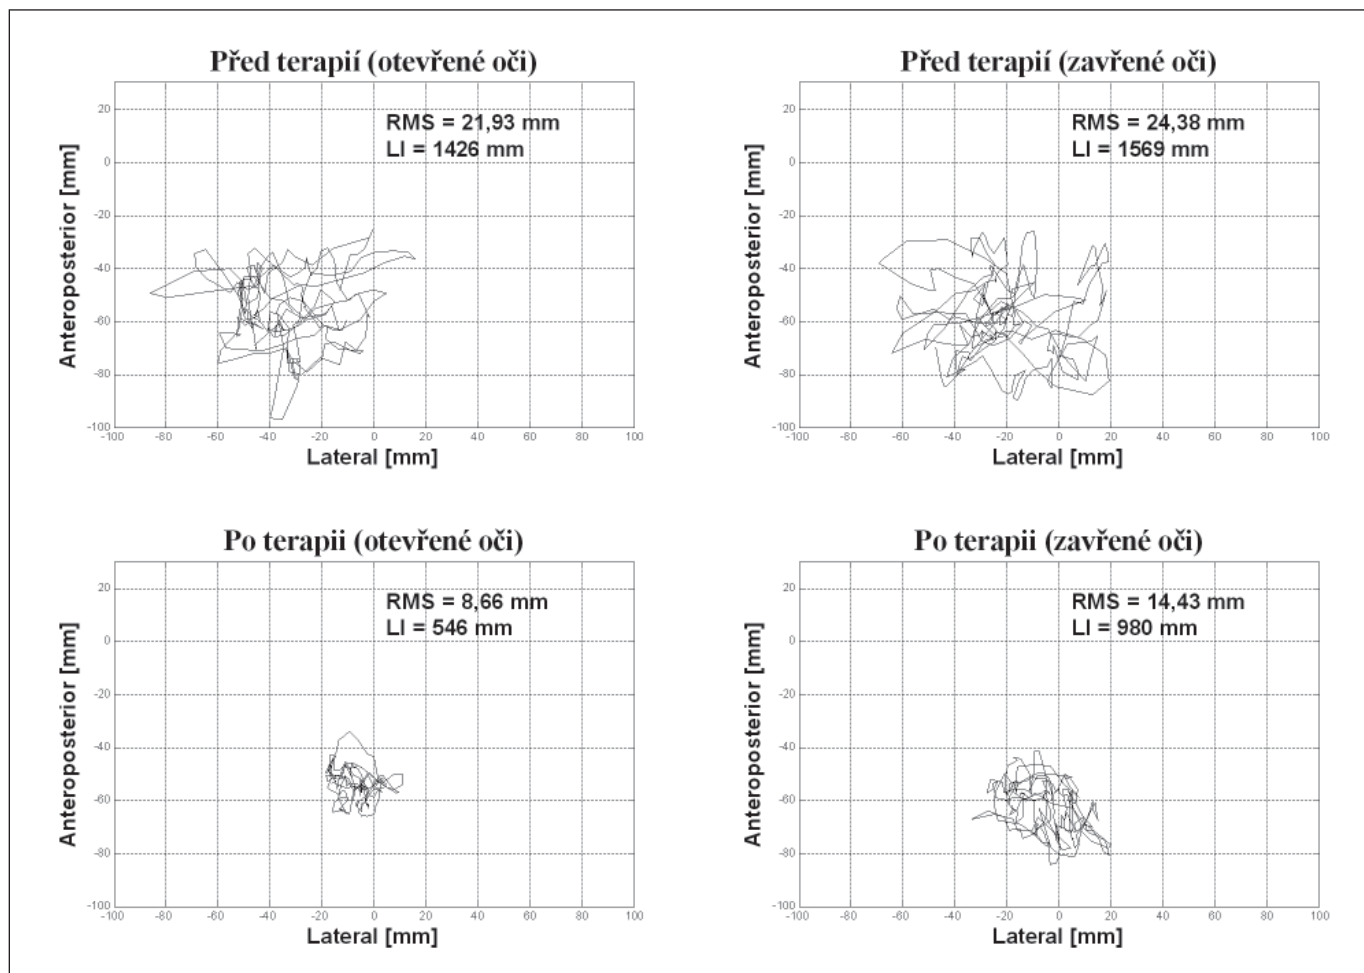 Před terapií (otevřené oči)
RMS = 21,93 mm
LI = 1426 mm
Anteroposterior [mm]
20
0
-20
-40
-60
-80
-100
-100 -80 -60 -40 -20 0 20 40 60 80 100
Lateral [mm]
Před terapií (zavřené oči)
RMS = 24,38 mm
LI = 1569 mm
Anteroposterior [mm]
20
0
-20
-40
-60
-80
-100
-100 -80 -60 -40 -20 0 20 40 60 80 100
Lateral [mm]
Po terapii (otevřené oči)
RMS = 8,66 mm
LI = 546 mm
Anteroposterior [mm]
20
0
-20
-40
-60
-80
-100
-100 -80 -60 -40 -20 0 20 40 60 80 100
Lateral [mm]
Po terapii (zavřené oči)
RMS = 14,43 mm
LI = 980 mm
Anteroposterior [mm]
20
0
-20
-40
-60
-80
-100
-100 -80 -60 -40 -20 0 20 40 60 80 100
Lateral [mm]